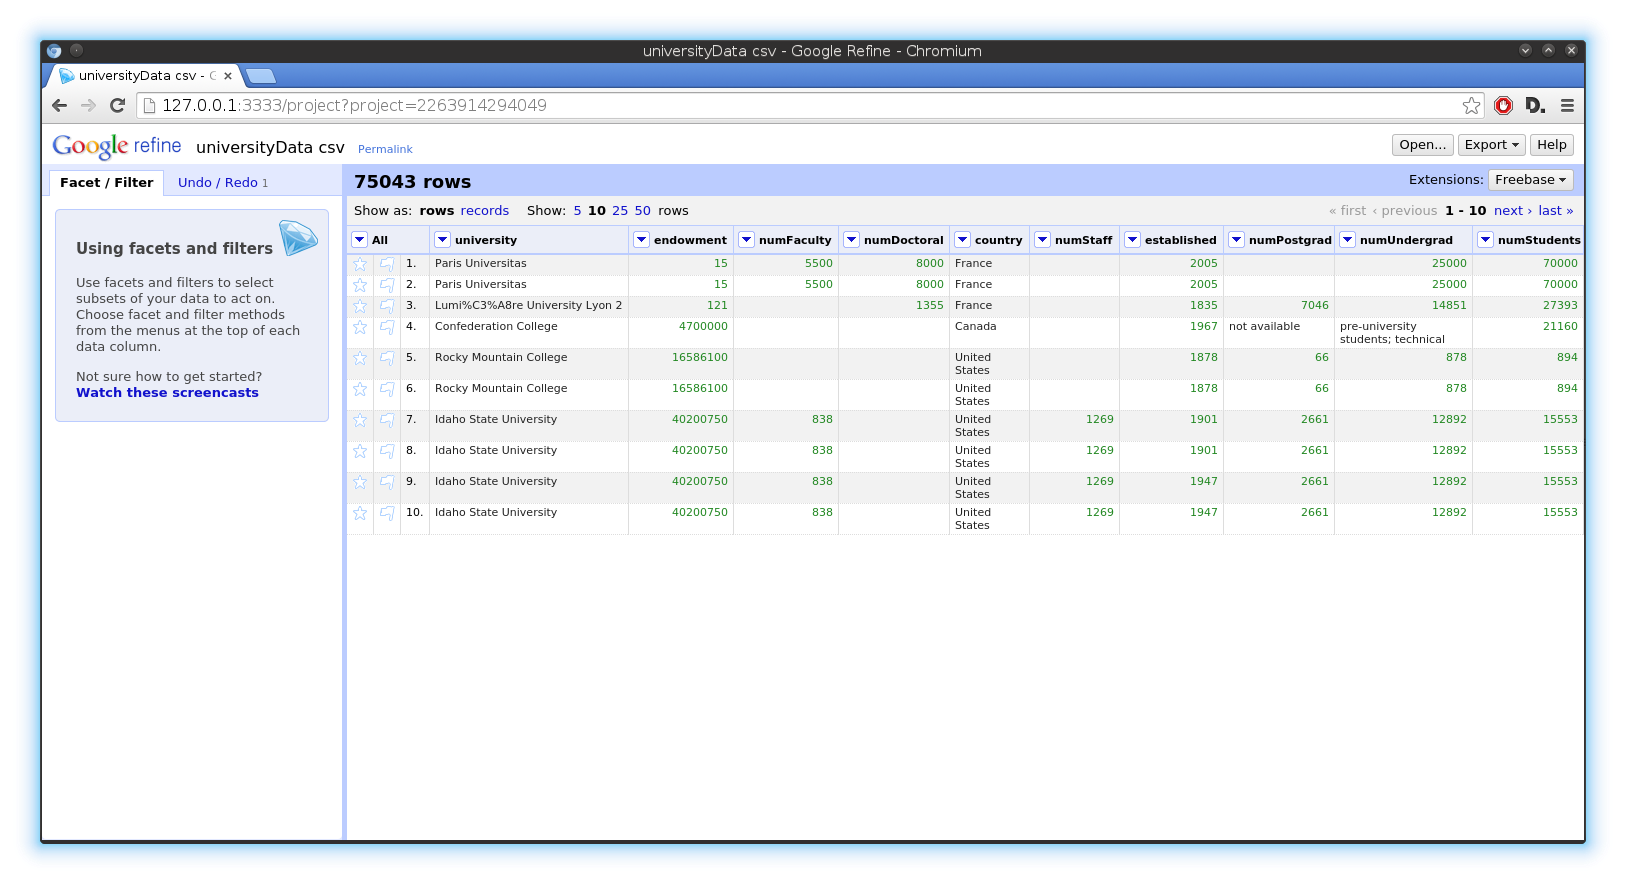 universityData csv - Google Refine - Chromium
universityData csv -
127.0.0.1:3333/project?project=2263914294049
Google refine universityData csv Permalink Open... Export Help
Facet / Filter Undo / Redo 1 75043 rows Extensions: Freebase
Show as: rows records Show: 5 10 25 50 rows « first ‹ previous 1 - 10 next › last »
Using facets and filters
Use facets and filters to select
subsets of your data to act on.
Choose facet and filter methods
from the menus at the top of each
data column.
Not sure how to get started?
Watch these screencasts
All university endowment numFaculty numDoctoral country numStaff established numPostgrad numUndergrad numStudents
1. Paris Universitas 15 5500 8000 France 2005 25000 70000
2. Paris Universitas 15 5500 8000 France 2005 25000 70000
3. Lumi%C3%A8re University Lyon 2 121 1355 France 1835 7046 14851 27393
4. Confederation College 4700000 Canada 1967 not available pre-university 21160
students; technical
5. Rocky Mountain College 16586100 United 1878 66 878 894
States
6. Rocky Mountain College 16586100 United 1878 66 878 894
States
7. Idaho State University 40200750 838 United 1269 1901 2661 12892 15553
States
8. Idaho State University 40200750 838 United 1269 1901 2661 12892 15553
States
9. Idaho State University 40200750 838 United 1269 1947 2661 12892 15553
States
10. Idaho State University 40200750 838 United 1269 1947 2661 12892 15553
States